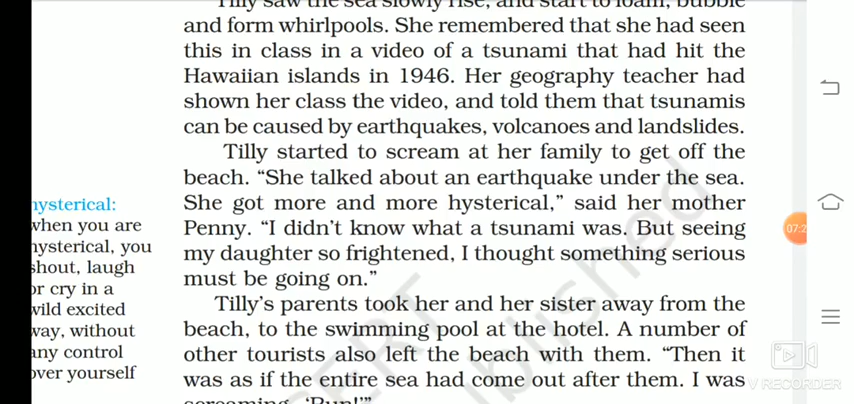 Tilly saw the sea slowly rise, and start to foam, bubble
and form whirlpools. She remembered that she had seen
this in class in a video of a tsunami that had hit the
Hawaiian islands in 1946. Her geography teacher had
shown her class the video, and told them that tsunamis
can be caused by earthquakes, volcanoes and landslides.
Tilly started to scream at her family to get off the
beach. “She talked about an earthquake under the sea.
She got more and more hysterical,” said her mother
Penny. “I didn’t know what a tsunami was. But seeing
my daughter so frightened, I thought something serious
must be going on.”
Tilly’s parents took her and her sister away from the
beach, to the swimming pool at the hotel. A number of
other tourists also left the beach with them. “Then it
was as if the entire sea had come out after them. I was
screaming, ‘Run!’”
hysterical:
when you are
hysterical, you
shout, laugh
or cry in a
wild excited
way, without
any control
over yourself
07:2
V RECORDER